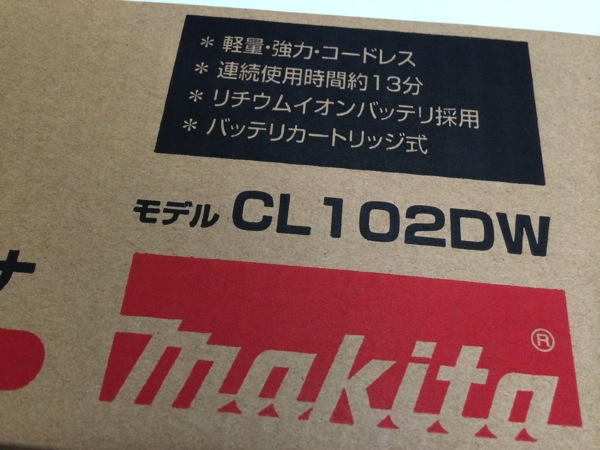 * 軽量・強力・コードレス
* 連続使用時間約13分
* リチウムイオンバッテリ採用
* バッテリカートリッジ式
モデル CL102DW
ナ
makita®